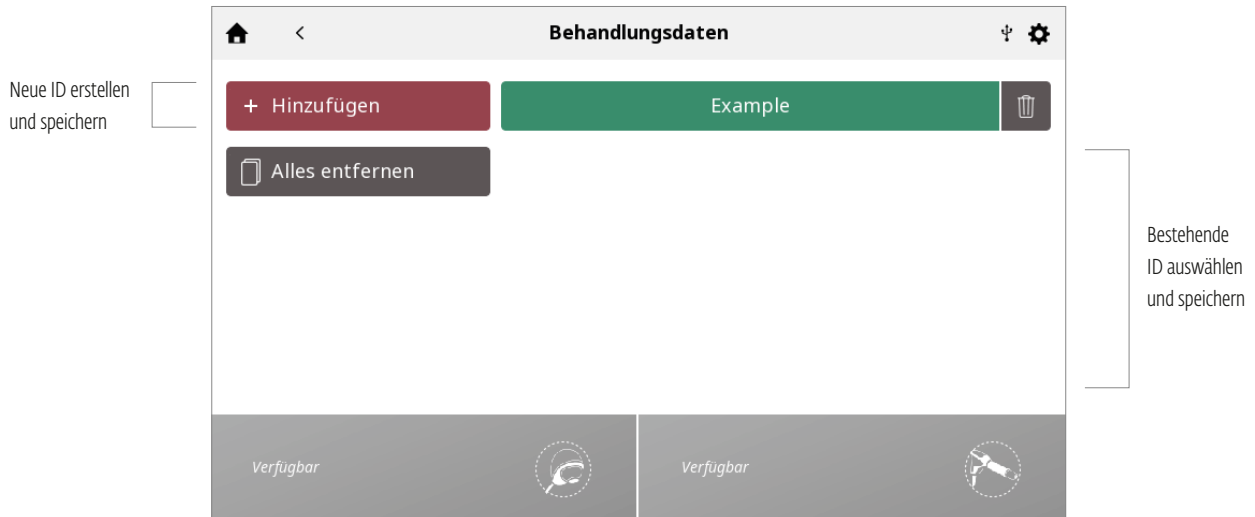 Behandlungsdaten
Neue ID erstellen
und speichern
+ Hinzufügen
Example
Alles entfernen
Bestehende
ID auswählen
und speichern
Verfügbar
Verfügbar